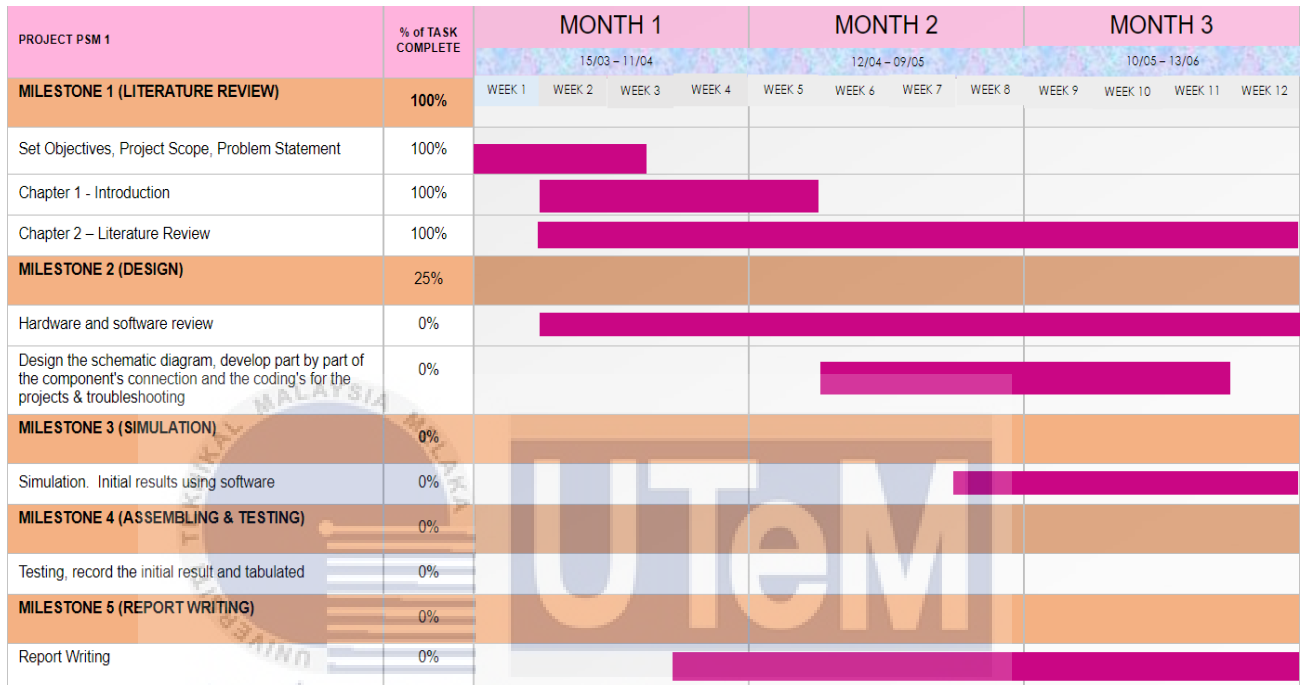 PROJECT PSM 1
% of TASK
COMPLETE
MONTH 1
MONTH 2
MONTH 3
15/03 – 11/04
12/04 – 09/05
10/05 – 13/06
MILESTONE 1 (LITERATURE REVIEW)
100%
WEEK 1
WEEK 2
WEEK 3
WEEK 4
WEEK 5
WEEK 6
WEEK 7
WEEK 8
WEEK 9
WEEK 10
WEEK 11
WEEK 12
Set Objectives, Project Scope, Problem Statement
100%
Chapter 1 - Introduction
100%
Chapter 2 – Literature Review
100%
MILESTONE 2 (DESIGN)
25%
Hardware and software review
0%
Design the schematic diagram, develop part by part of
the component's connection and the coding's for the
projects & troubleshooting
0%
MILESTONE 3 (SIMULATION)
0%
Simulation.  Initial results using software
0%
MILESTONE 4 (ASSEMBLING & TESTING)
0%
Testing, record the initial result and tabulated
0%
MILESTONE 5 (REPORT WRITING)
0%
Report Writing
0%
UNIVERSITI TEKNIKAL MALAYSIA MELAKA
UTeM